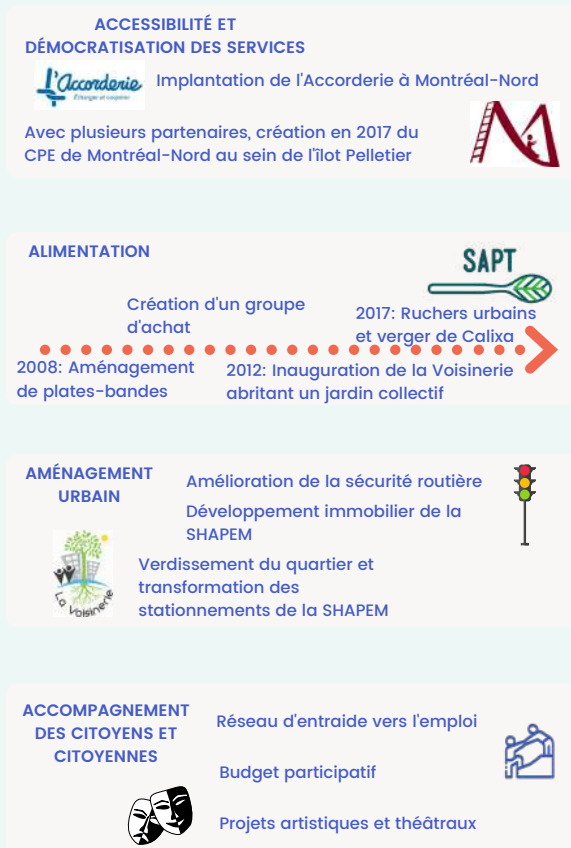 ACCESSIBILITÉ ET
DÉMOCRATISATION DES SERVICES
L'Accorderie
Échanger et coopérer
Implantation de l'Accorderie à Montréal-Nord
Avec plusieurs partenaires, création en 2017 du
CPE de Montréal-Nord au sein de l'îlot Pelletier
ALIMENTATION
SAPT
Création d'un groupe
d'achat
2017: Ruchers urbains
et verger de Calixa
2008: Aménagement
de plates-bandes
2012: Inauguration de la Voisinerie
abritant un jardin collectif
AMÉNAGEMENT
URBAIN
Amélioration de la sécurité routière
Développement immobilier de la
SHAPEM
La Voisinerie
Verdissement du quartier et
transformation des
stationnements de la SHAPEM
ACCOMPAGNEMENT
DES CITOYENS ET
CITOYENNES
Réseau d'entraide vers l'emploi
Budget participatif
Projets artistiques et théâtraux